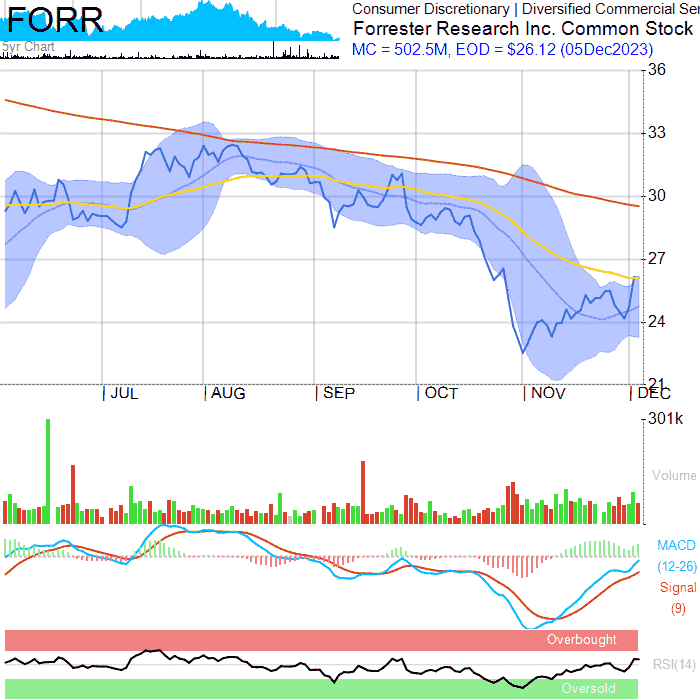 FORR
5yr Chart
Consumer Discretionary | Diversified Commercial Ser
Forrester Research Inc. Common Stock
MC = 502.5M, EOD = $26.12 (05Dec2023)
36
33
30
27
24
21
JUL AUG SEP OCT NOV DEC
301k
Volume
MACD
(12-26)
Signal
(9)
Overbought
RSI(14)
Oversold